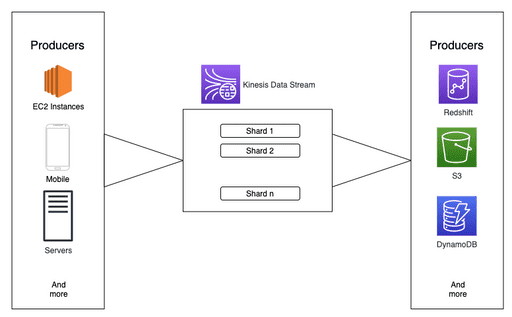 Producers
EC2 Instances
Mobile
Servers
And
more
Kinesis Data Stream
Shard 1
Shard 2
Shard n
Producers
Redshift
S3
DynamoDB
And
more